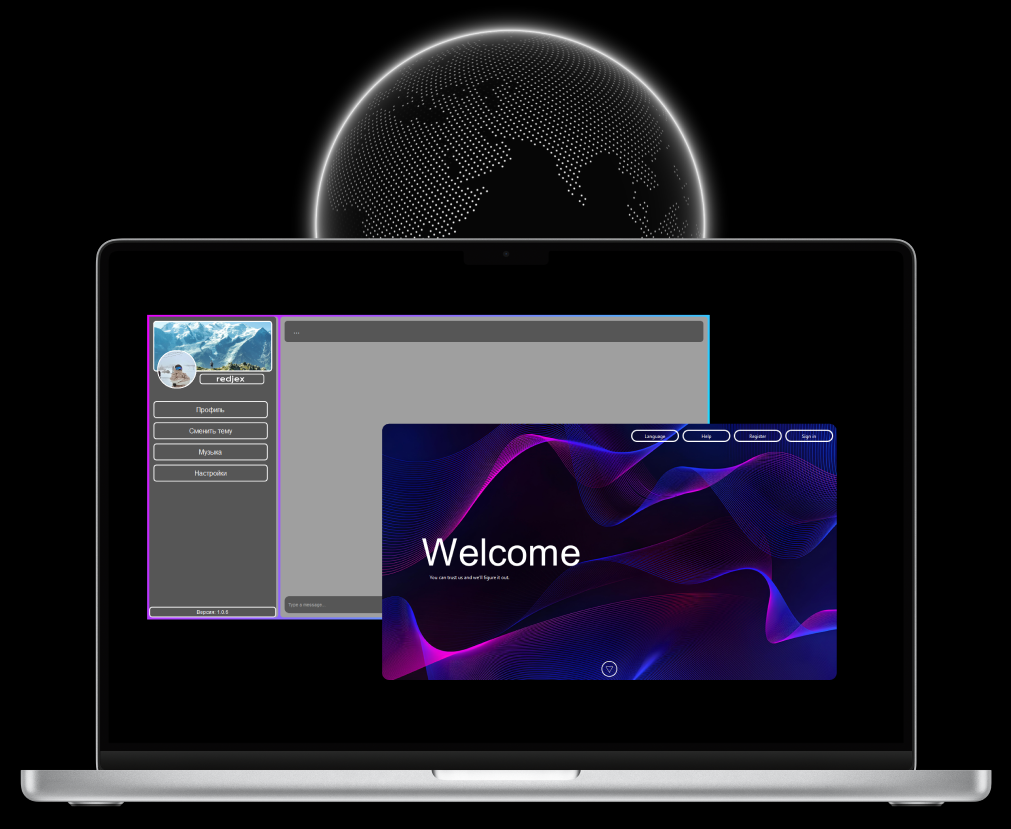 ...
redjex
Профиль
Сменить тему
Музыка
Настройки
Версия 1.0.0
Type a message...
Language
Help
Register
Sign in
Welcome
You can trust us and we'll figure it out.